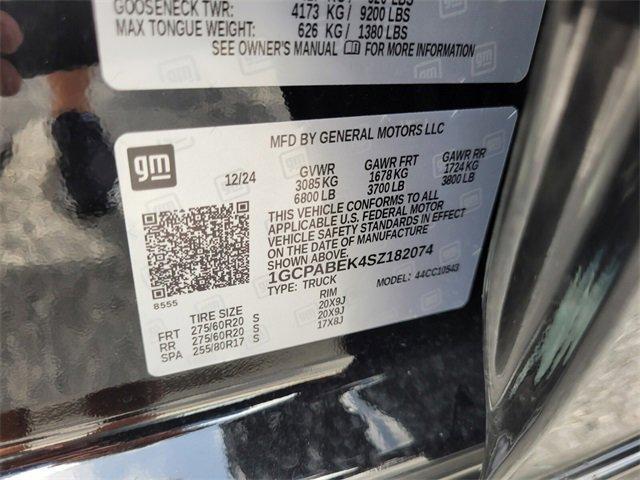 GOOSENECK TWR: 4173 KG / 9200 LBS
MAX TONGUE WEIGHT: 626 KG / 1380 LBS
SEE OWNER'S MANUAL FOR MORE INFORMATION
gm
MFD BY GENERAL MOTORS LLC
12/24
GVWR GAWR FRT GAWR RR
3085 KG 1678 KG 1724 KG
6800 LB 3700 LB 3800 LB
THIS VEHICLE CONFORMS TO ALL
APPLICABLE U.S. FEDERAL MOTOR
VEHICLE SAFETY STANDARDS IN EFFECT
ON THE DATE OF MANUFACTURE
SHOWN ABOVE.
1GCPABEK4SZ182074
TYPE: TRUCK MODEL: 44CC10543
8555
TIRE SIZE RIM
FRT 275/60R20 S 20X9J
RR 275/60R20 S 20X9J
SPA 255/80R17 S 17X8J